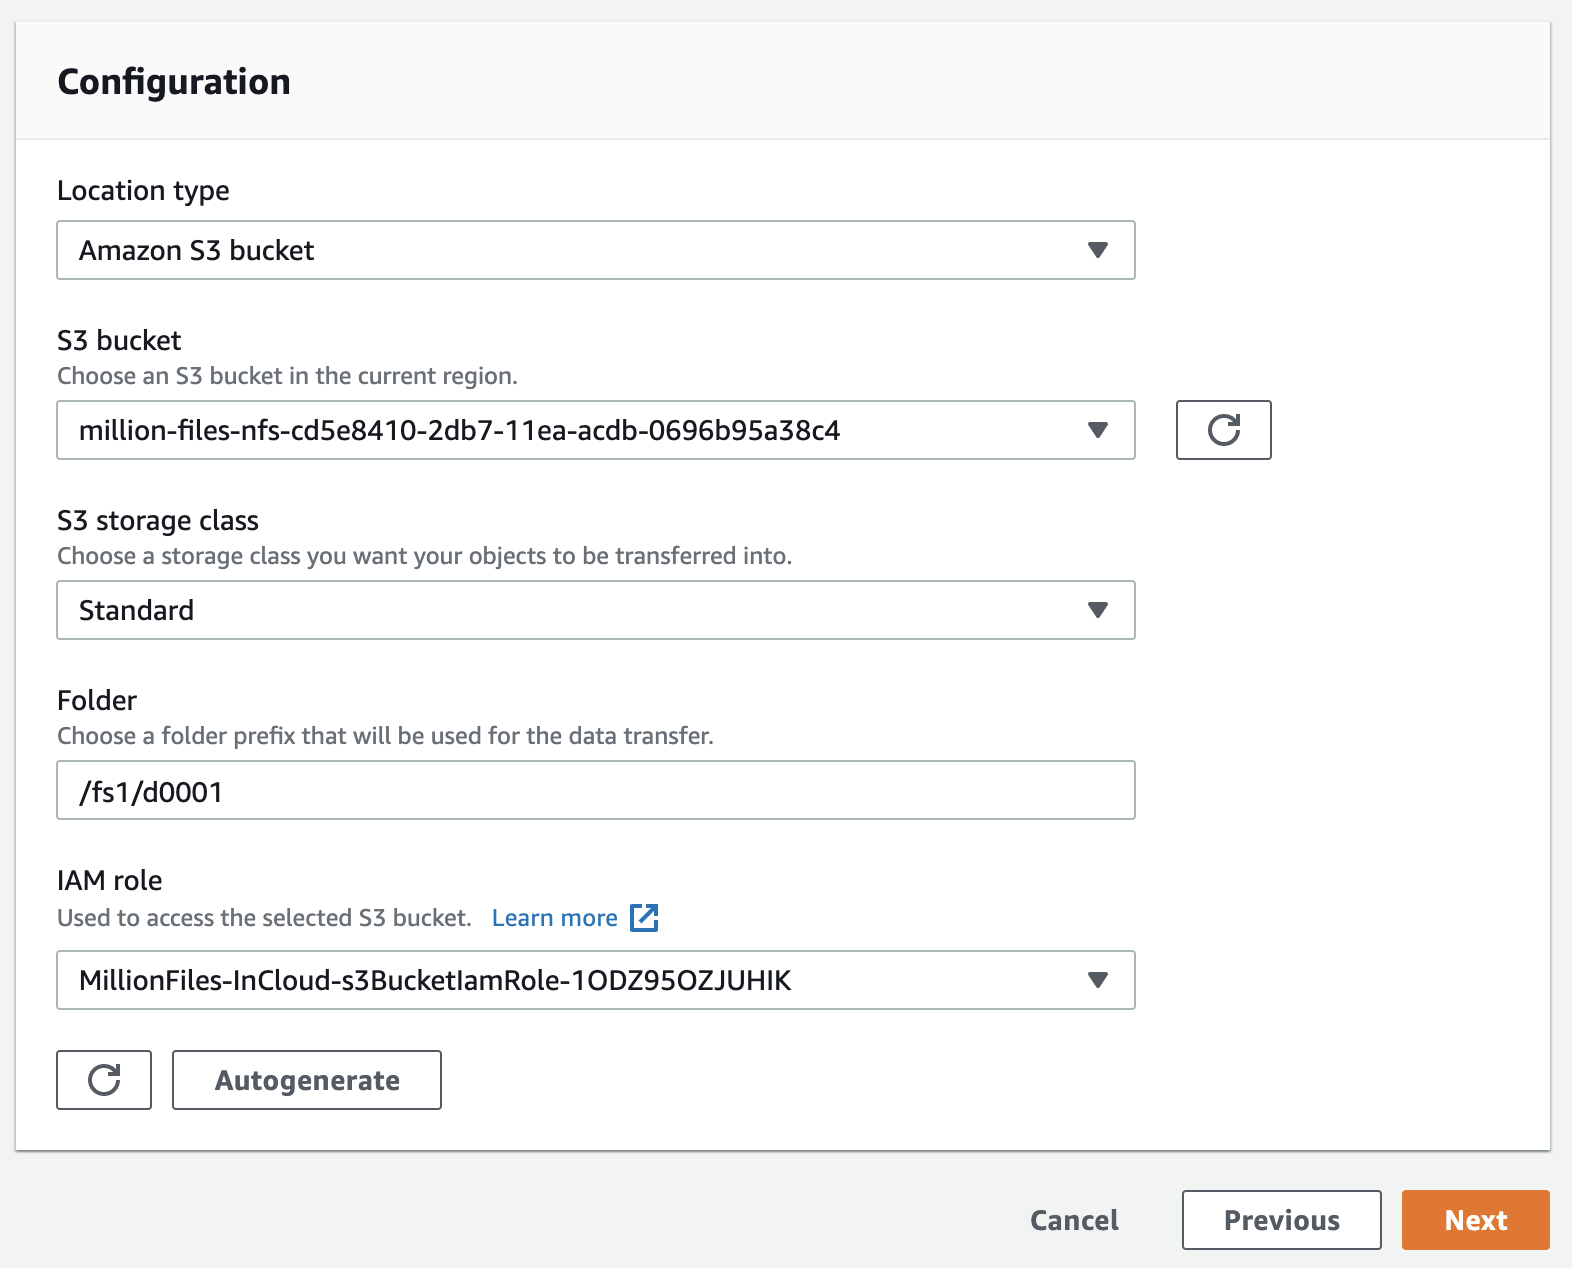 Configuration
Location type
Amazon S3 bucket
S3 bucket
Choose an S3 bucket in the current region.
million-files-nfs-cd5e8410-2db7-11ea-acdb-0696b95a38c4
S3 storage class
Choose a storage class you want your objects to be transferred into.
Standard
Folder
Choose a folder prefix that will be used for the data transfer.
/fs1/d0001
IAM role
Used to access the selected S3 bucket. Learn more
MillionFiles-InCloud-s3BucketIamRole-1ODZ95OZJUHIK
Autogenerate
Cancel Previous Next